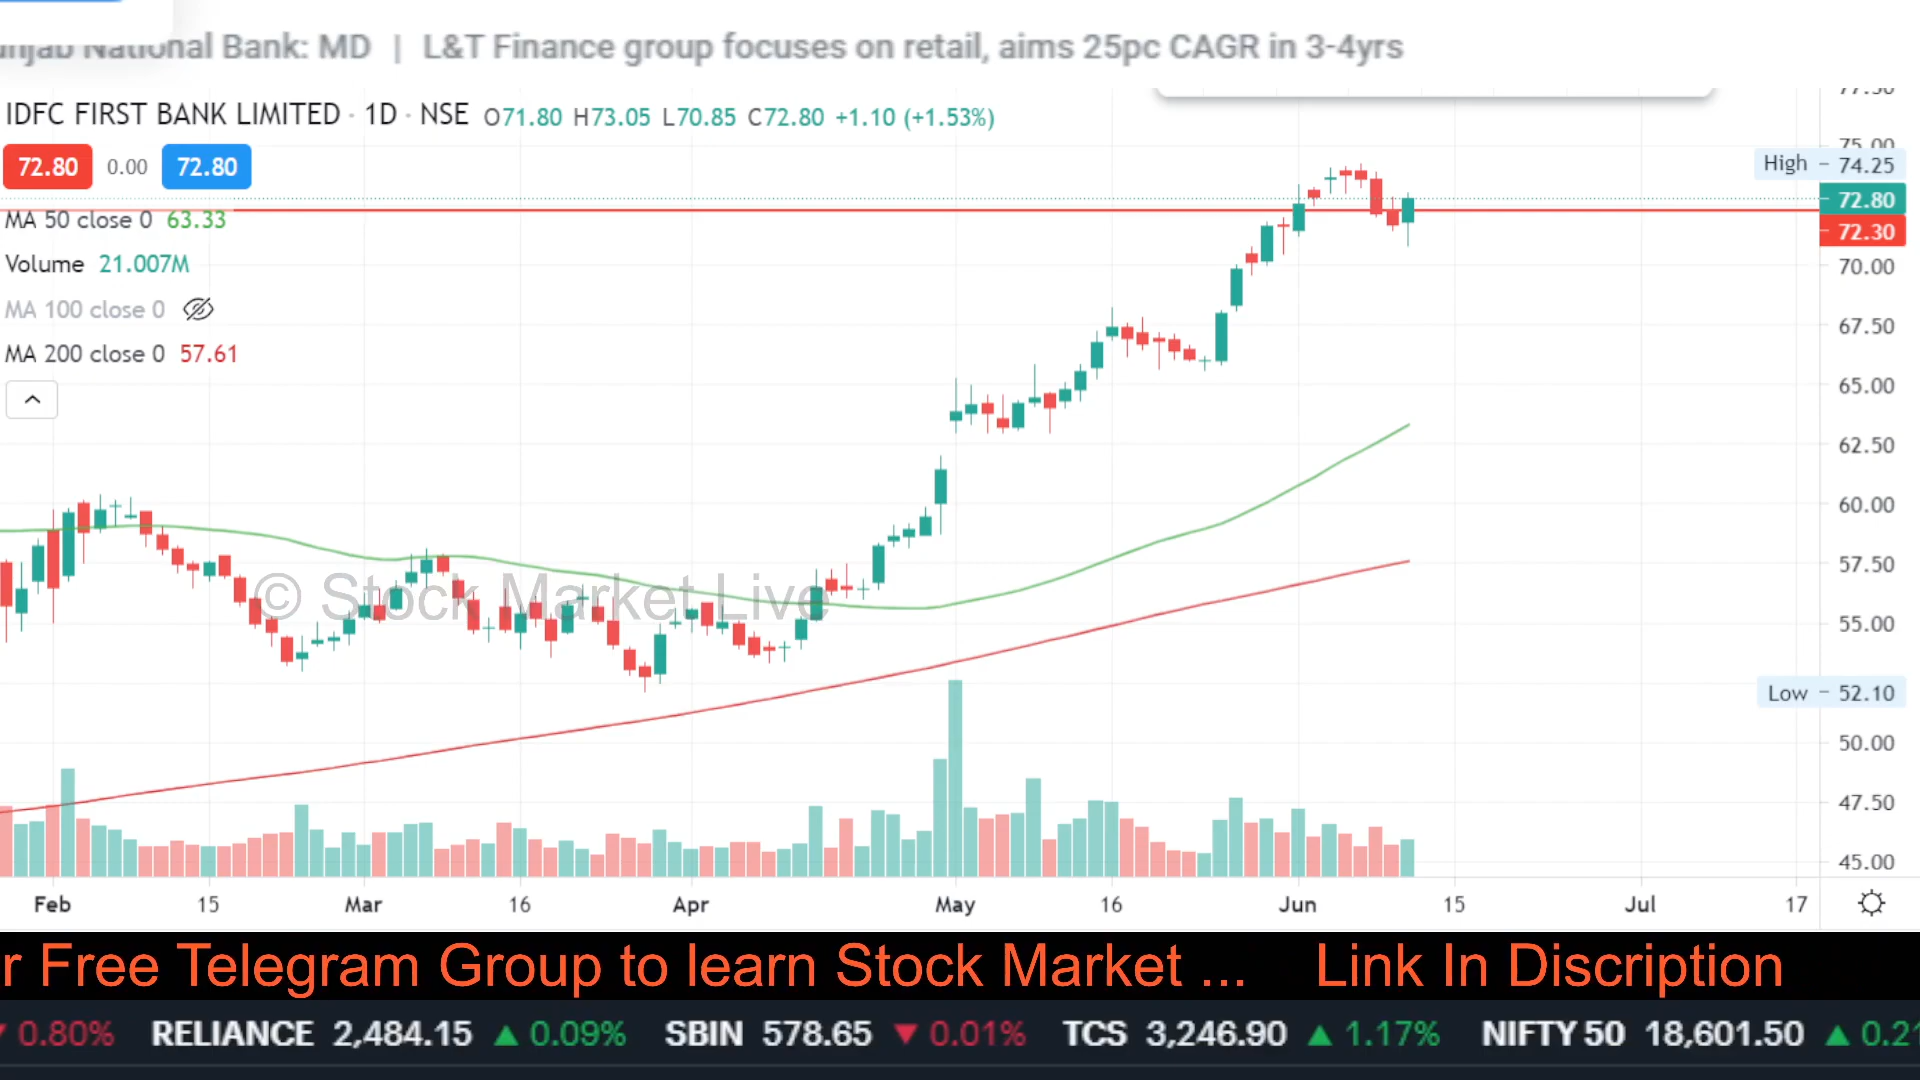 National Bank: MD | L&T Finance group focuses on retail, aims 25pc CAGR in 3-4yrs
IDFC FIRST BANK LIMITED · 1D · NSE O71.80 H73.05 L70.85 C72.80 +1.10 (+1.53%)
72.80 0.00 72.80
MA 50 close 0 63.33
Volume 21.007M
MA 100 close 0
MA 200 close 0 57.61
77.50
75.00
High - 74.25
72.80
72.30
70.00
67.50
65.00
62.50
60.00
57.50
55.00
Low - 52.10
50.00
47.50
45.00
© Stock Market Live
Feb 15 Mar 16 Apr May 16 Jun 15 Jul 17
r Free Telegram Group to learn Stock Market ... Link In Discription
▼ 0.80% RELIANCE 2,484.15 ▲ 0.09% SBIN 578.65 ▼ 0.01% TCS 3,246.90 ▲ 1.17% NIFTY 50 18,601.50 ▲ 0.21